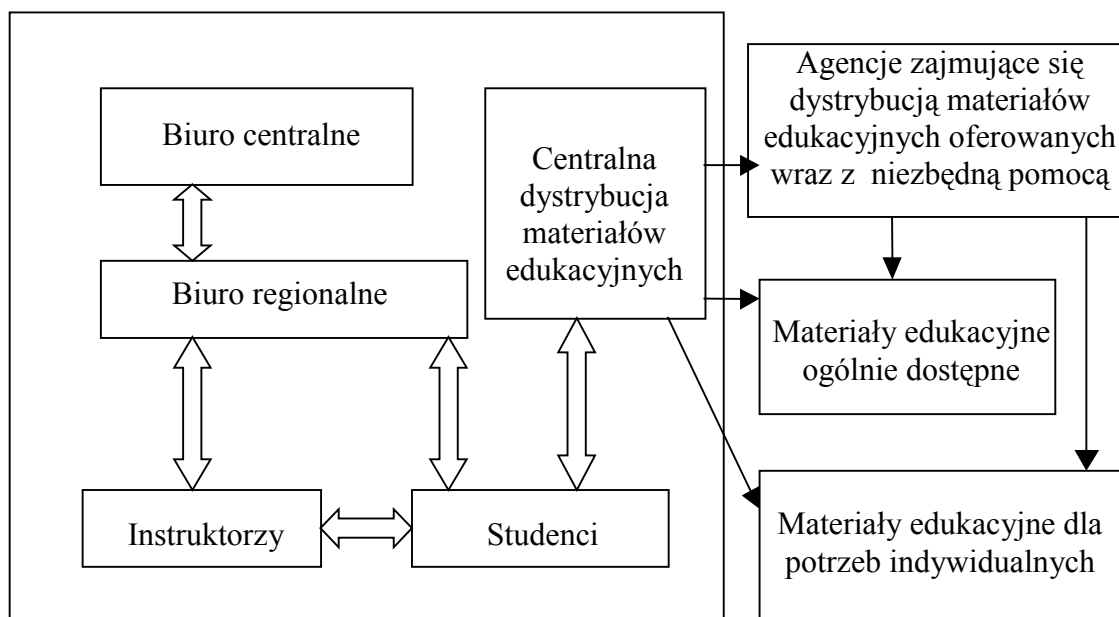 Biuro centralne
Biuro regionalne
Instruktorzy
Studenci
Centralna
dystrybucja
materiałów
edukacyjnych
Agencje zajmujące się
dystrybucją materiałów
edukacyjnych oferowanych
wraz z niezbędną pomocą
Materiały edukacyjne
ogólnie dostępne
Materiały edukacyjne dla
potrzeb indywidualnych